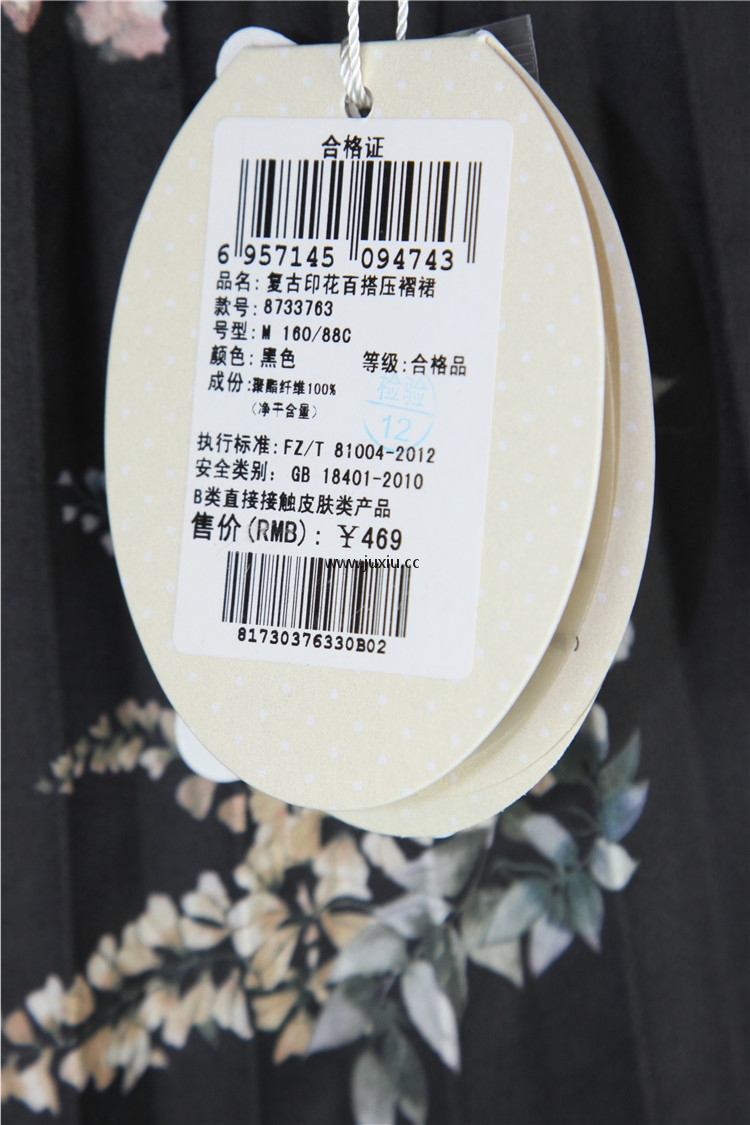 合格证
6 957145 094743
品名: 复古印花百搭压褶裙
款号: 8733763
号型: M 160/88C
颜色: 黑色 等级: 合格品
成份: 聚酯纤维100%
(净干含量)
检验
12
执行标准: FZ/T 81004-2012
安全类别: GB 18401-2010
B类直接接触皮肤类产品
售价(RMB): ¥469
www.juxiu.cc
81730376330B02